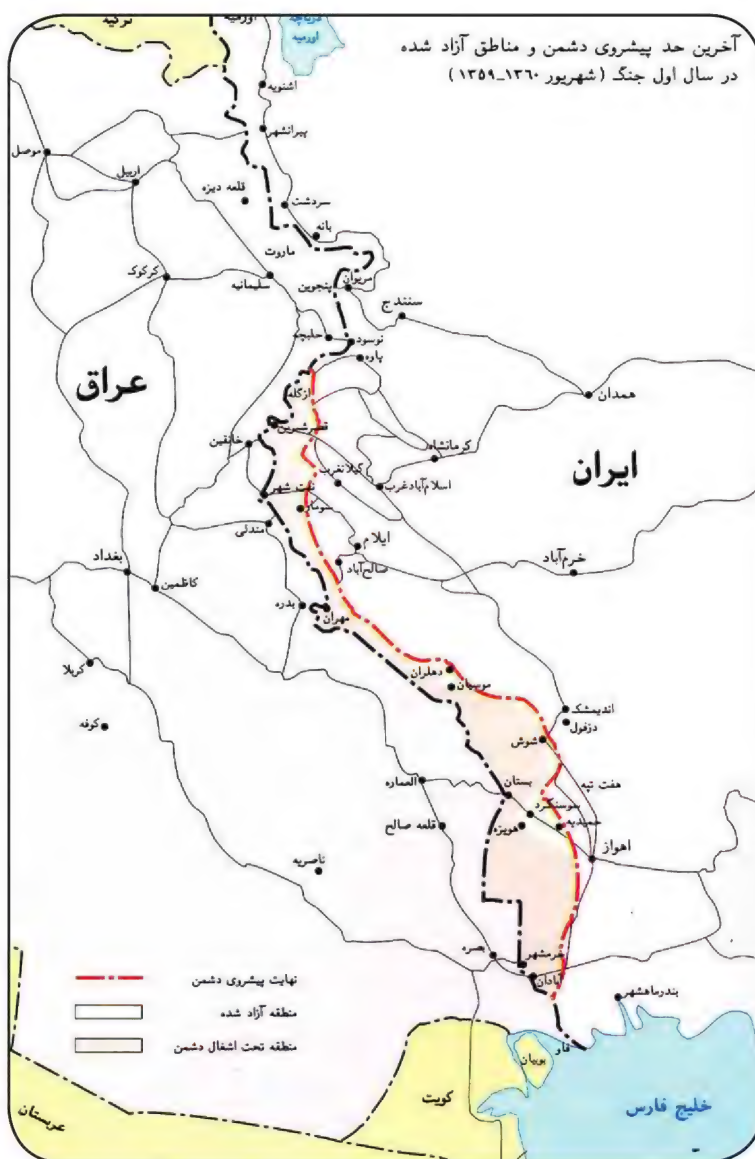 آخرین حد پیشروی دشمن و مناطق آزاد شده
در سال اول جنگ (شهریور ۱۳۶۰_۱۳۵۹)
ترکیه
دریاچه
ارومیه
اشنویه
پیرانشهر
موصل
اربیل
قلعه دیزه
سردشت
بانه
ماروت
مریوان
پنجوین
کرکوک
سلیمانیه
سنندج
حلبچه
نوسود
پاوه
عراق
ازگله
همدان
قصرشیرین
خانقین
کرمانشاه
ایران
گیلانغرب
اسلام‌آبادغرب
نفت شهر
سومار
مندلی
ایلام
بغداد
صالح‌آباد
خرم‌آباد
کاظمین
بدره
مهران
کربلا
دهلران
موسیان
کوفه
اندیمشک
دزفول
شوش
العماره
بستان
هفت تپه
سوسنگرد
قلعه صالح
هویزه
حمیدیه
اهواز
ناصریه
بصره
خرمشهر
آبادان
بندرماهشهر
نهایت پیشروی دشمن
منطقه آزاد شده
منطقه تحت اشغال دشمن
فاو
بوبیان
کویت
خلیج فارس
عربستان